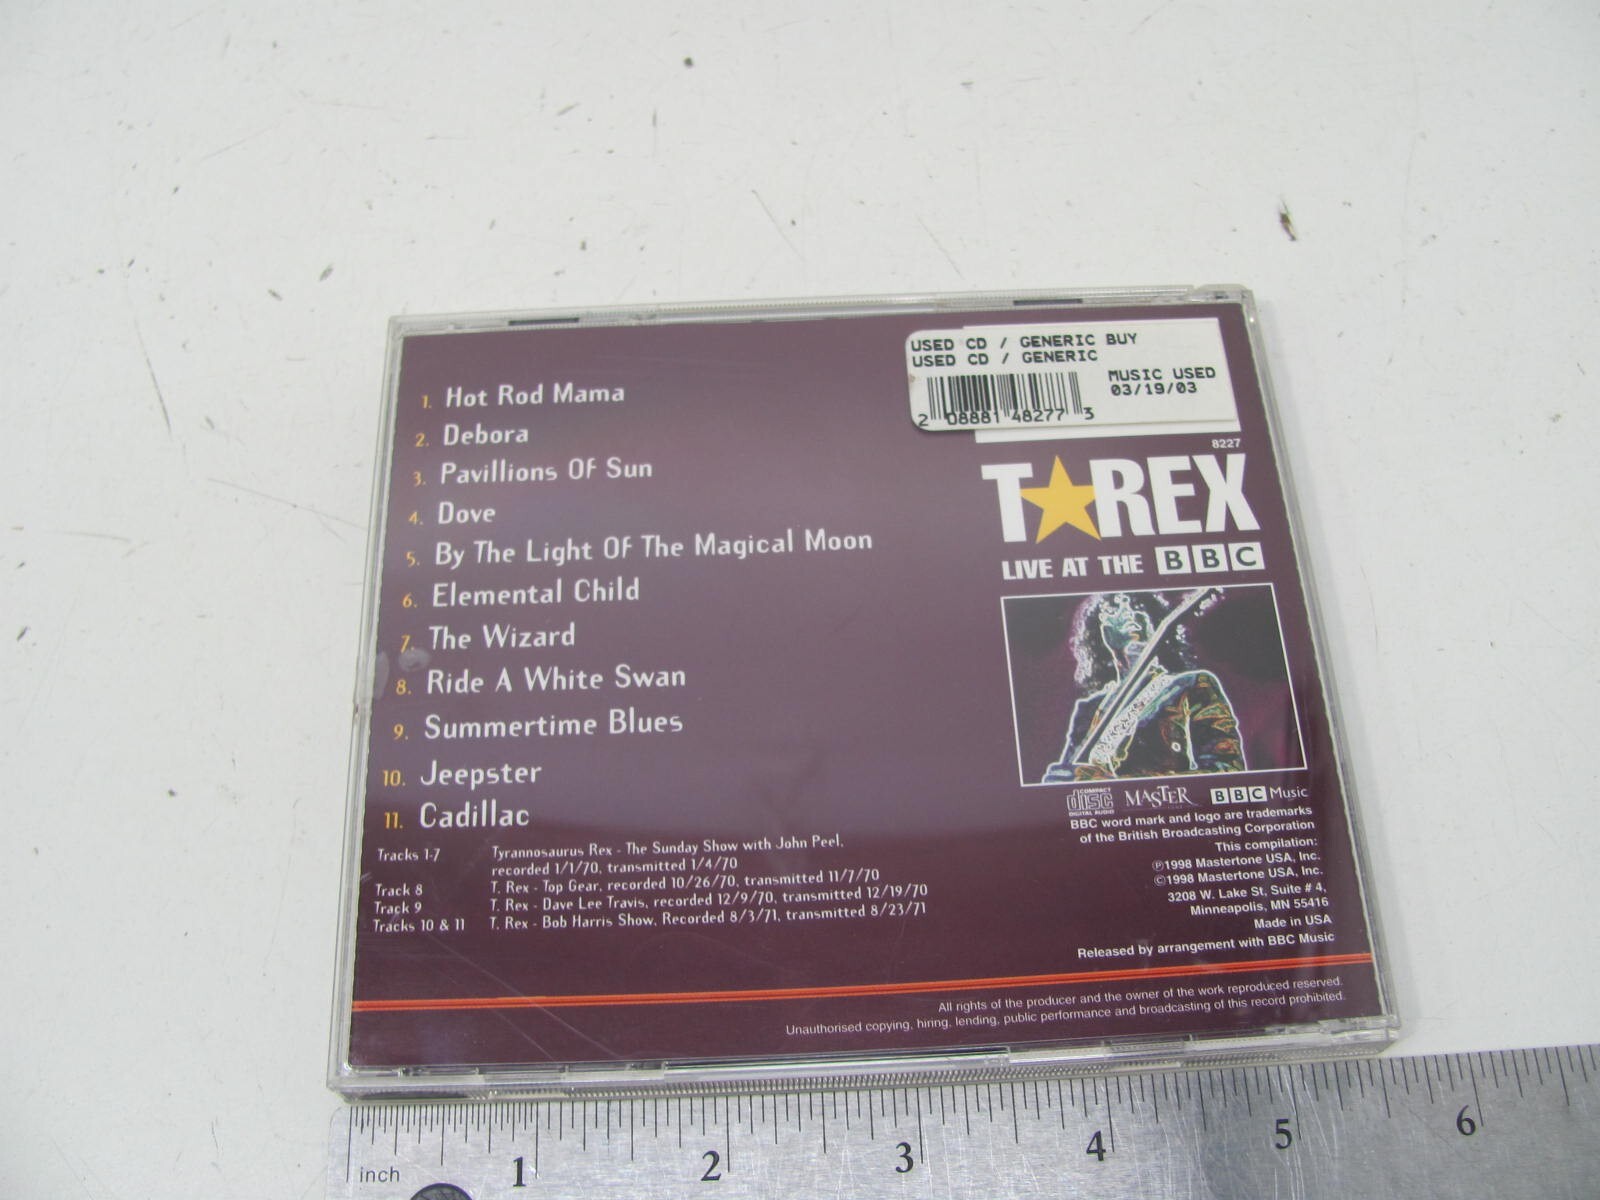 USED CD / GENERIC BUY
USED CD / GENERIC
MUSIC USED
03/19/03
2 08881 48277 3
8227
T REX
LIVE AT THE BBC
1. Hot Rod Mama
2. Debora
3. Pavillions Of Sun
4. Dove
5. By The Light Of The Magical Moon
6. Elemental Child
7. The Wizard
8. Ride A White Swan
9. Summertime Blues
10. Jeepster
11. Cadillac
Tracks 1-7 Tyrannosaurus Rex - The Sunday Show with John Peel,
recorded 1/1/70, transmitted 1/4/70
Track 8 T. Rex - Top Gear, recorded 10/26/70, transmitted 11/7/70
Track 9 T. Rex - Dave Lee Travis, recorded 12/9/70, transmitted 12/19/70
Tracks 10 & 11 T. Rex - Bob Harris Show, Recorded 8/3/71, transmitted 8/23/71
COMPACT
disc
DIGITAL AUDIO
MASTER
BBC Music
BBC word mark and logo are trademarks
of the British Broadcasting Corporation
This compilation:
℗1998 Mastertone USA, Inc.
©1998 Mastertone USA, Inc.
3208 W. Lake St, Suite # 4,
Minneapolis, MN 55416
Made in USA
Released by arrangement with BBC Music
All rights of the producer and the owner of the work reproduced reserved.
Unauthorised copying, hiring, lending, public performance and broadcasting of this record prohibited.
inch 1 2 3 4 5 6